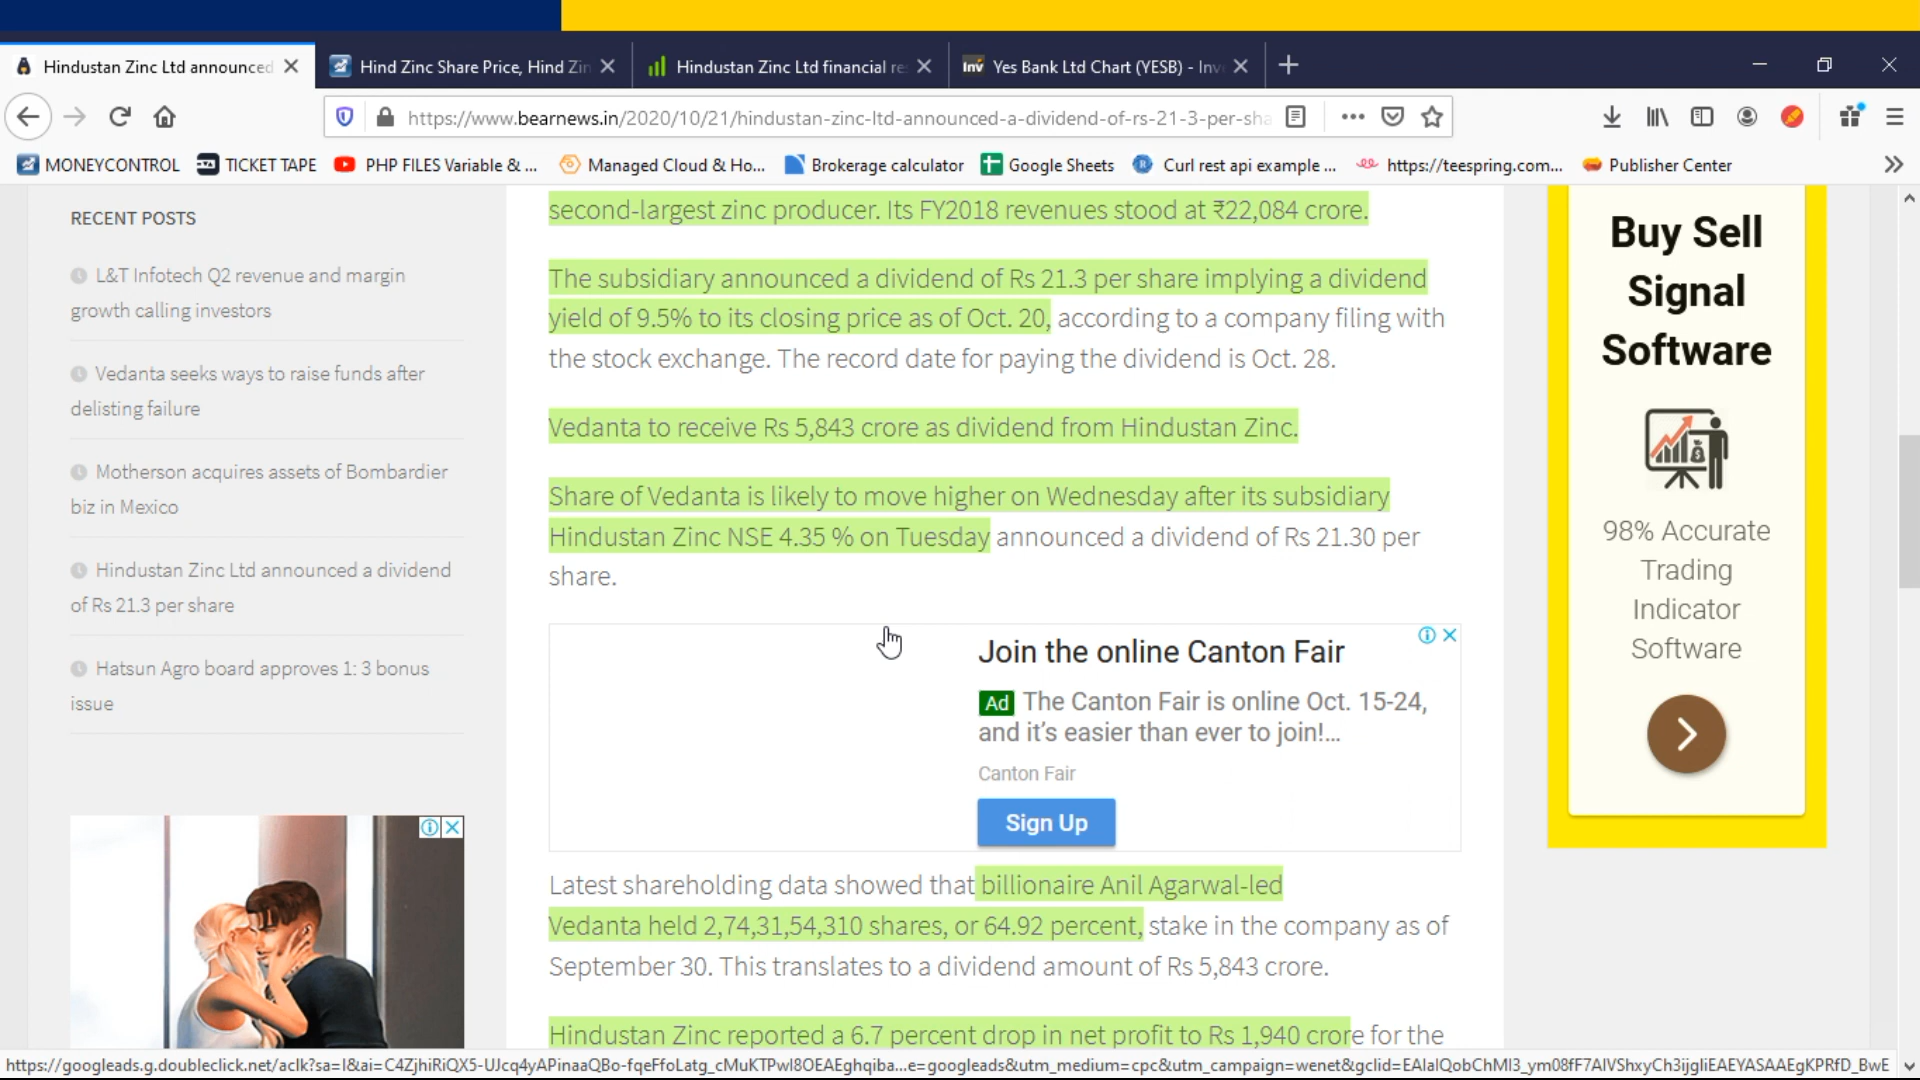 Hindustan Zinc Ltd announced
Hind Zinc Share Price, Hind Zin
Hindustan Zinc Ltd financial re
Inv Yes Bank Ltd Chart (YESB) - Inv
https://www.bearnews.in/2020/10/21/hindustan-zinc-ltd-announced-a-dividend-of-rs-21-3-per-sha
MONEYCONTROL
TICKET TAPE
PHP FILES Variable & ...
Managed Cloud & Ho...
Brokerage calculator
Google Sheets
Curl rest api example ...
https://teespring.com...
Publisher Center
RECENT POSTS
L&T Infotech Q2 revenue and margin
growth calling investors
Vedanta seeks ways to raise funds after
delisting failure
Motherson acquires assets of Bombardier
biz in Mexico
Hindustan Zinc Ltd announced a dividend
of Rs 21.3 per share
Hatsun Agro board approves 1: 3 bonus
issue
second-largest zinc producer. Its FY2018 revenues stood at ₹22,084 crore.
The subsidiary announced a dividend of Rs 21.3 per share implying a dividend
yield of 9.5% to its closing price as of Oct. 20, according to a company filing with
the stock exchange. The record date for paying the dividend is Oct. 28.
Vedanta to receive Rs 5,843 crore as dividend from Hindustan Zinc.
Share of Vedanta is likely to move higher on Wednesday after its subsidiary
Hindustan Zinc NSE 4.35 % on Tuesday announced a dividend of Rs 21.30 per
share.
Join the online Canton Fair
Ad The Canton Fair is online Oct. 15-24,
and it's easier than ever to join!...
Canton Fair
Sign Up
Latest shareholding data showed that billionaire Anil Agarwal-led
Vedanta held 2,74,31,54,310 shares, or 64.92 percent, stake in the company as of
September 30. This translates to a dividend amount of Rs 5,843 crore.
Hindustan Zinc reported a 6.7 percent drop in net profit to Rs 1,940 crore for the
Buy Sell
Signal
Software
98% Accurate
Trading
Indicator
Software